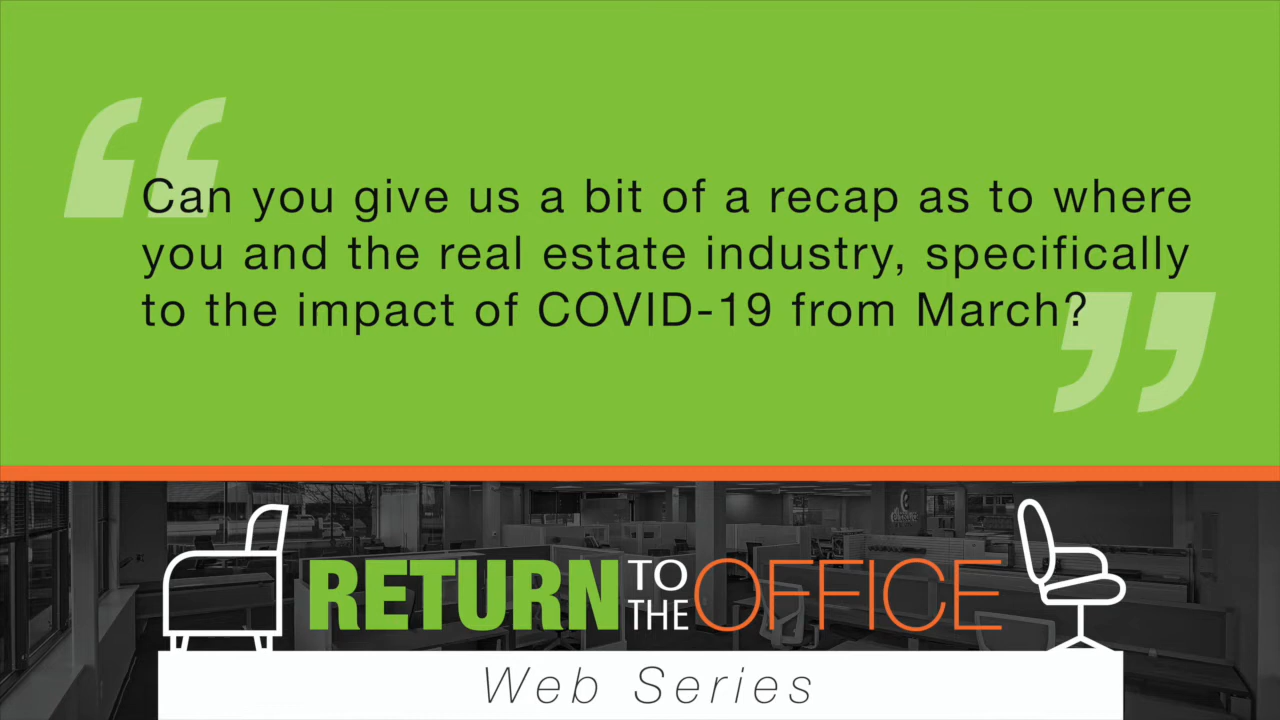 Can you give us a bit of a recap as to where
you and the real estate industry, specifically
to the impact of COVID-19 from March?
RETURN TO THE OFFICE
Web Series